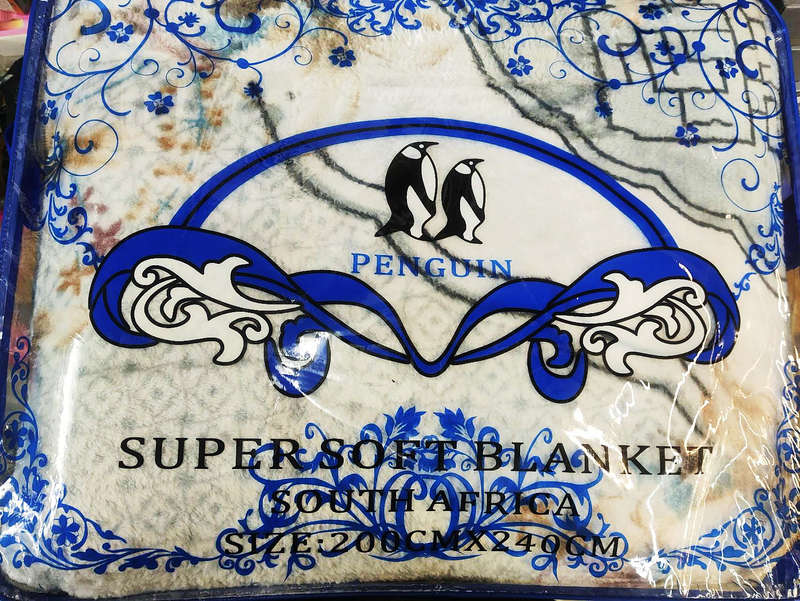 PENGUIN
SUPER SOFT BLANKET
SOUTH AFRICA
SIZE:200CMX240CM